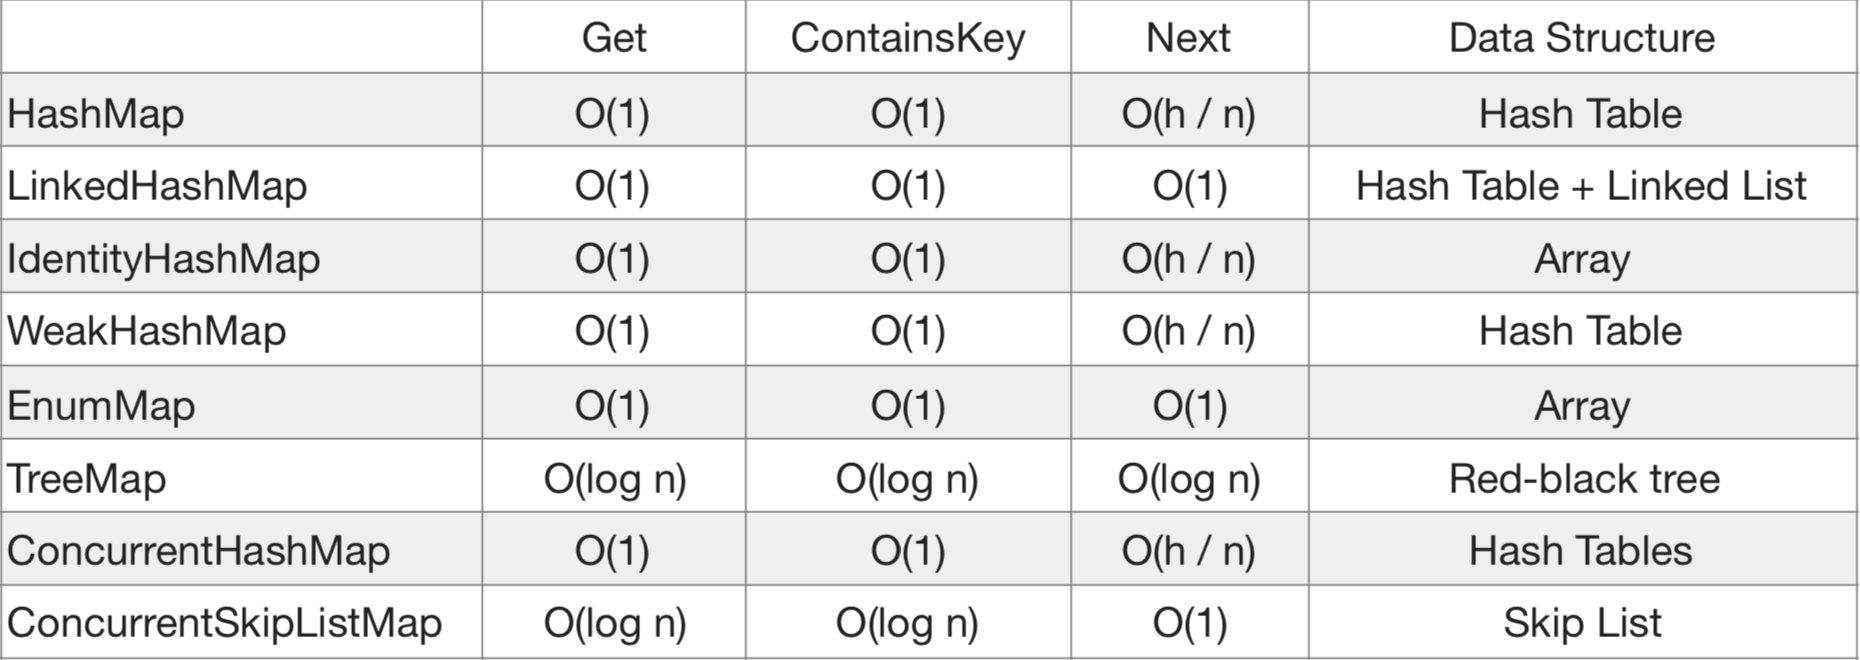 Get ContainsKey Next Data Structure
HashMap O(1) O(1) O(h / n) Hash Table
LinkedHashMap O(1) O(1) O(1) Hash Table + Linked List
IdentityHashMap O(1) O(1) O(h / n) Array
WeakHashMap O(1) O(1) O(h / n) Hash Table
EnumMap O(1) O(1) O(1) Array
TreeMap O(log n) O(log n) O(log n) Red-black tree
ConcurrentHashMap O(1) O(1) O(h / n) Hash Tables
ConcurrentSkipListMap O(log n) O(log n) O(1) Skip List